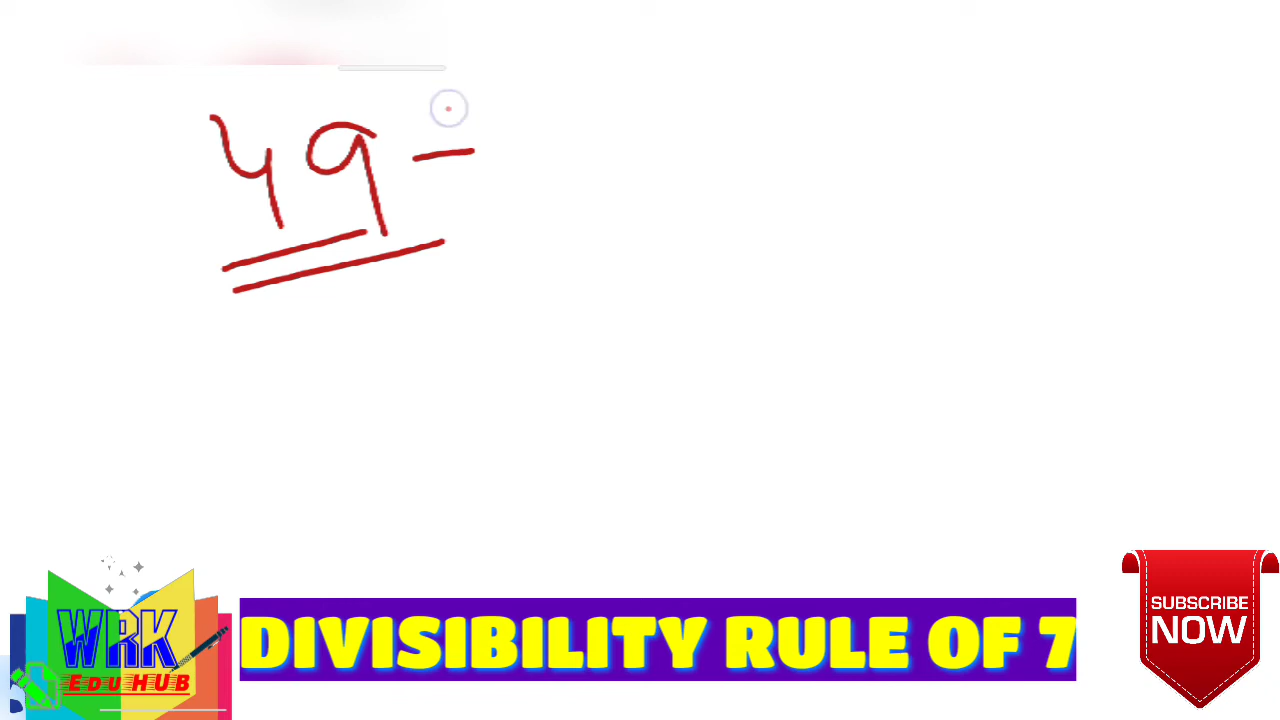 49 -
WRK
EDU HUB
DIVISIBILITY RULE OF 7
SUBSCRIBE
NOW